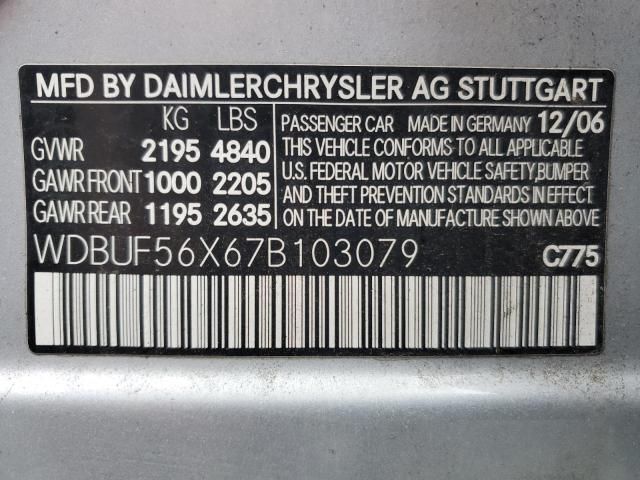 MFD BY DAIMLERCHRYSLER AG STUTTGART
KG LBS
GVWR 2195 4840
GAWR FRONT 1000 2205
GAWR REAR 1195 2635
PASSENGER CAR MADE IN GERMANY 12/06
THIS VEHICLE CONFORMS TO ALL APPLICABLE
U.S. FEDERAL MOTOR VEHICLE SAFETY, BUMPER
AND THEFT PREVENTION STANDARDS IN EFFECT
ON THE DATE OF MANUFACTURE SHOWN ABOVE.
WDBUF56X67B103079 C775